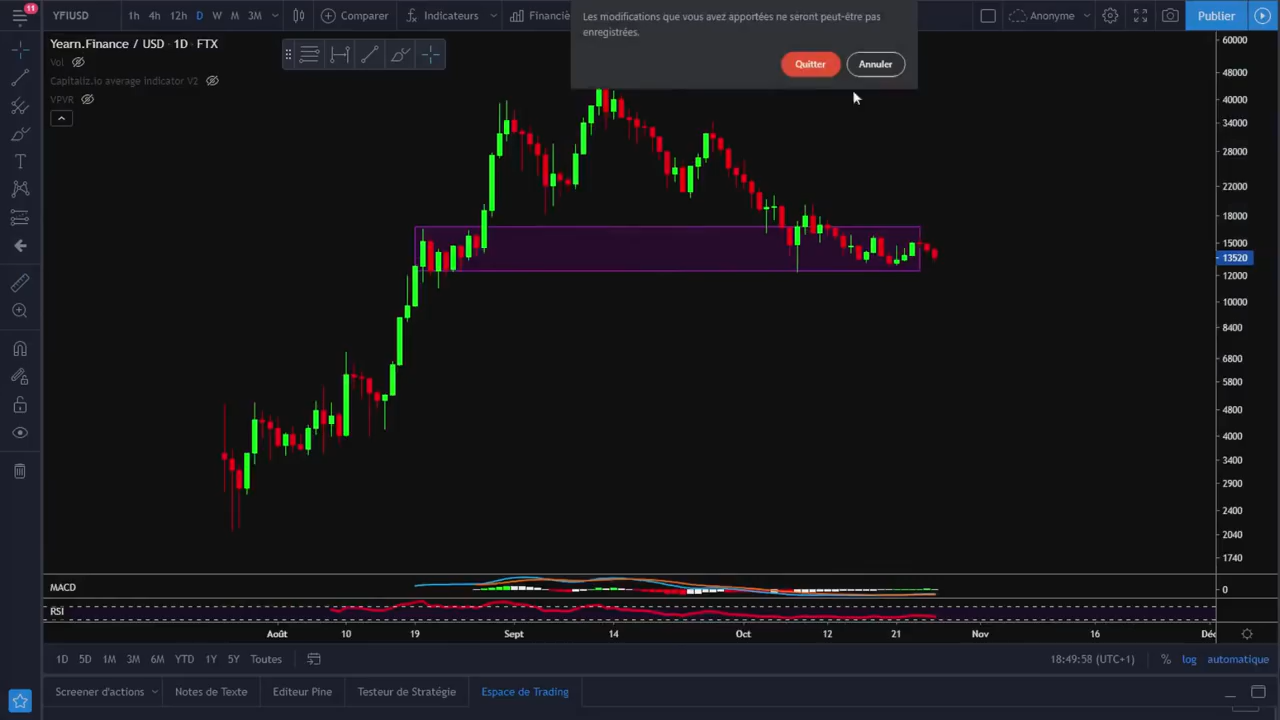 11
YFIUSD
1h 4h 12h D W M 3M
Comparer
Indicateurs
Financiè
Les modifications que vous avez apportées ne seront peut-être pas
enregistrées.
Quitter
Annuler
Anonyme
Publier
Yearn.Finance / USD · 1D · FTX
Vol
Capitaliz.io average indicator V2
VPVR
60000
48000
40000
34000
28000
22000
18000
15000
13520
12000
10000
8400
6800
5800
4800
4000
3400
2900
2400
2040
1740
MACD
0
RSI
Août 10 19 Sept 14 Oct 12 21 Nov 16 Déc
1D 5D 1M 3M 6M YTD 1Y 5Y Toutes
18:49:58 (UTC+1)
% log automatique
Screener d'actions
Notes de Texte
Editeur Pine
Testeur de Stratégie
Espace de Trading